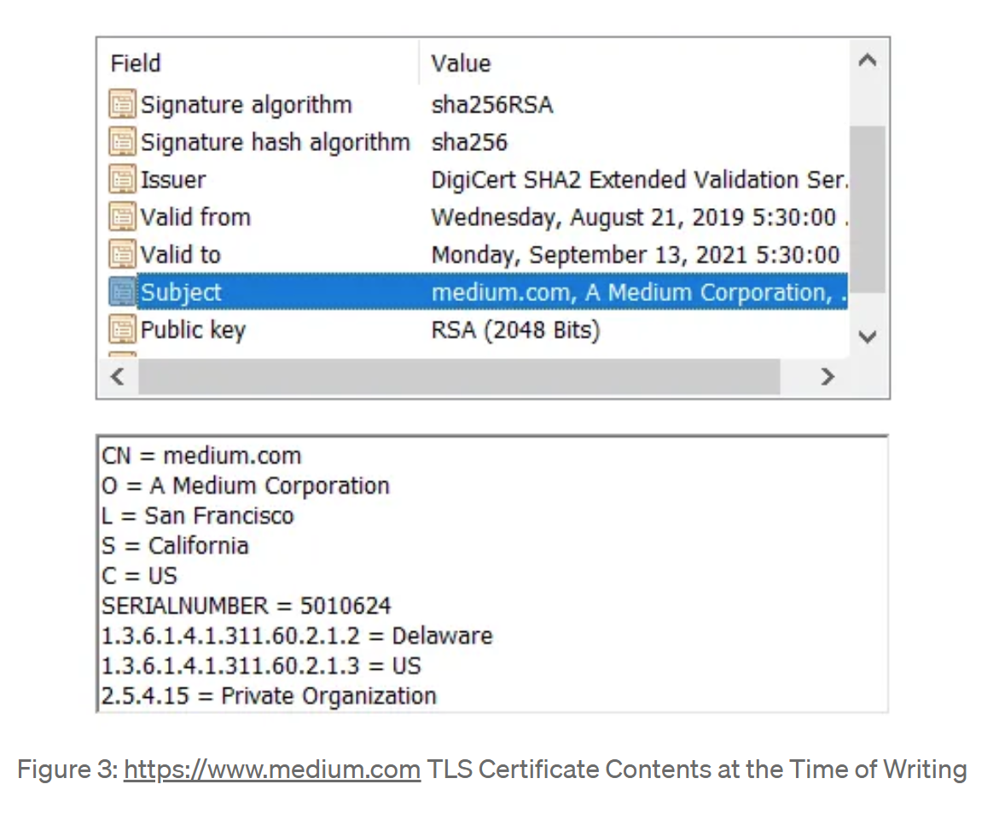 Field Value
Signature algorithm sha256RSA
Signature hash algorithm sha256
Issuer DigiCert SHA2 Extended Validation Ser.
Valid from Wednesday, August 21, 2019 5:30:00 .
Valid to Monday, September 13, 2021 5:30:00
Subject medium.com, A Medium Corporation, .
Public key RSA (2048 Bits)
CN = medium.com
O = A Medium Corporation
L = San Francisco
S = California
C = US
SERIALNUMBER = 5010624
1.3.6.1.4.1.311.60.2.1.2 = Delaware
1.3.6.1.4.1.311.60.2.1.3 = US
2.5.4.15 = Private Organization
Figure 3: https://www.medium.com TLS Certificate Contents at the Time of Writing